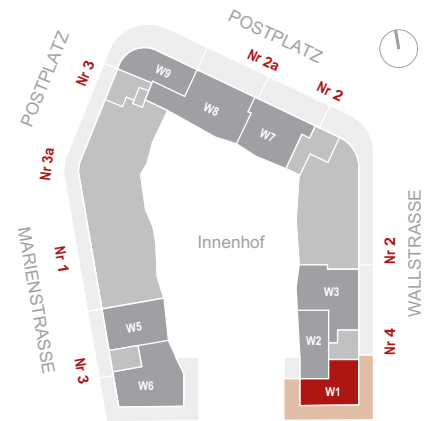 POSTPLATZ
Nr 2a
Nr 2
POSTPLATZ
Nr 3
W9
W8
W7
Nr 3a
Innenhof
Nr 2
WALLSTRASSE
MARIENSTRASSE
Nr 1
W3
Nr 4
W5
W2
Nr 3
W6
W1